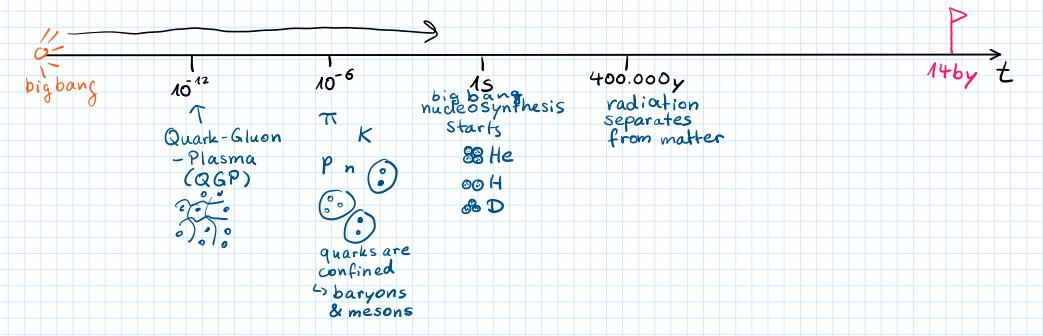 big bang
10⁻¹²
10⁻⁶
1s
400.000y
14by
t
Quark-Gluon
-Plasma
(QGP)
π
K
p n
quarks are
confined
↳ baryons
& mesons
big bang
nucleosynthesis
starts
He
H
D
radiation
separates
from matter